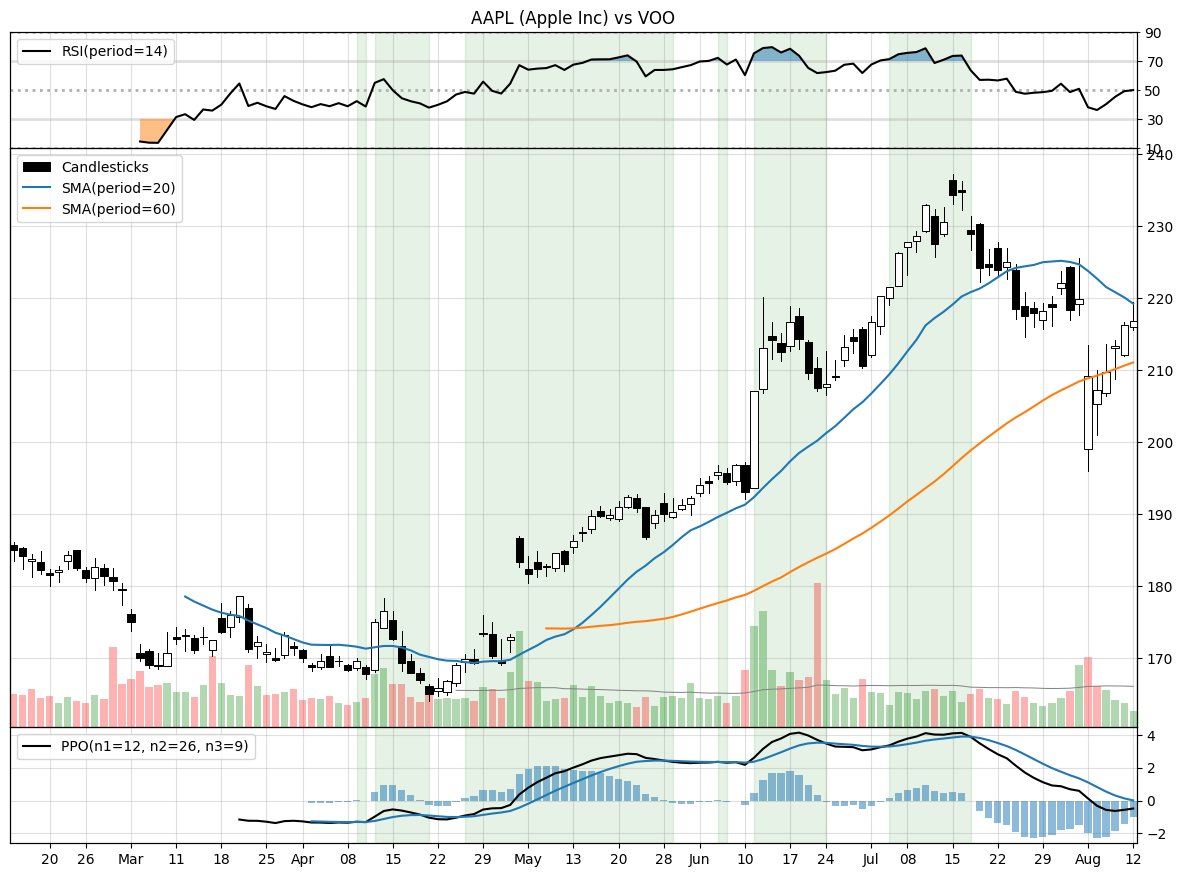 AAPL (Apple Inc) vs VOO
RSI(period=14)
90
70
50
30
10
Candlesticks
SMA(period=20)
SMA(period=60)
240
230
220
210
200
190
180
170
PPO(n1=12, n2=26, n3=9)
4
2
0
−2
20 26 Mar 11 18 25 Apr 08 15 22 29 May 13 20 28 Jun 10 17 24 Jul 08 15 22 29 Aug 12